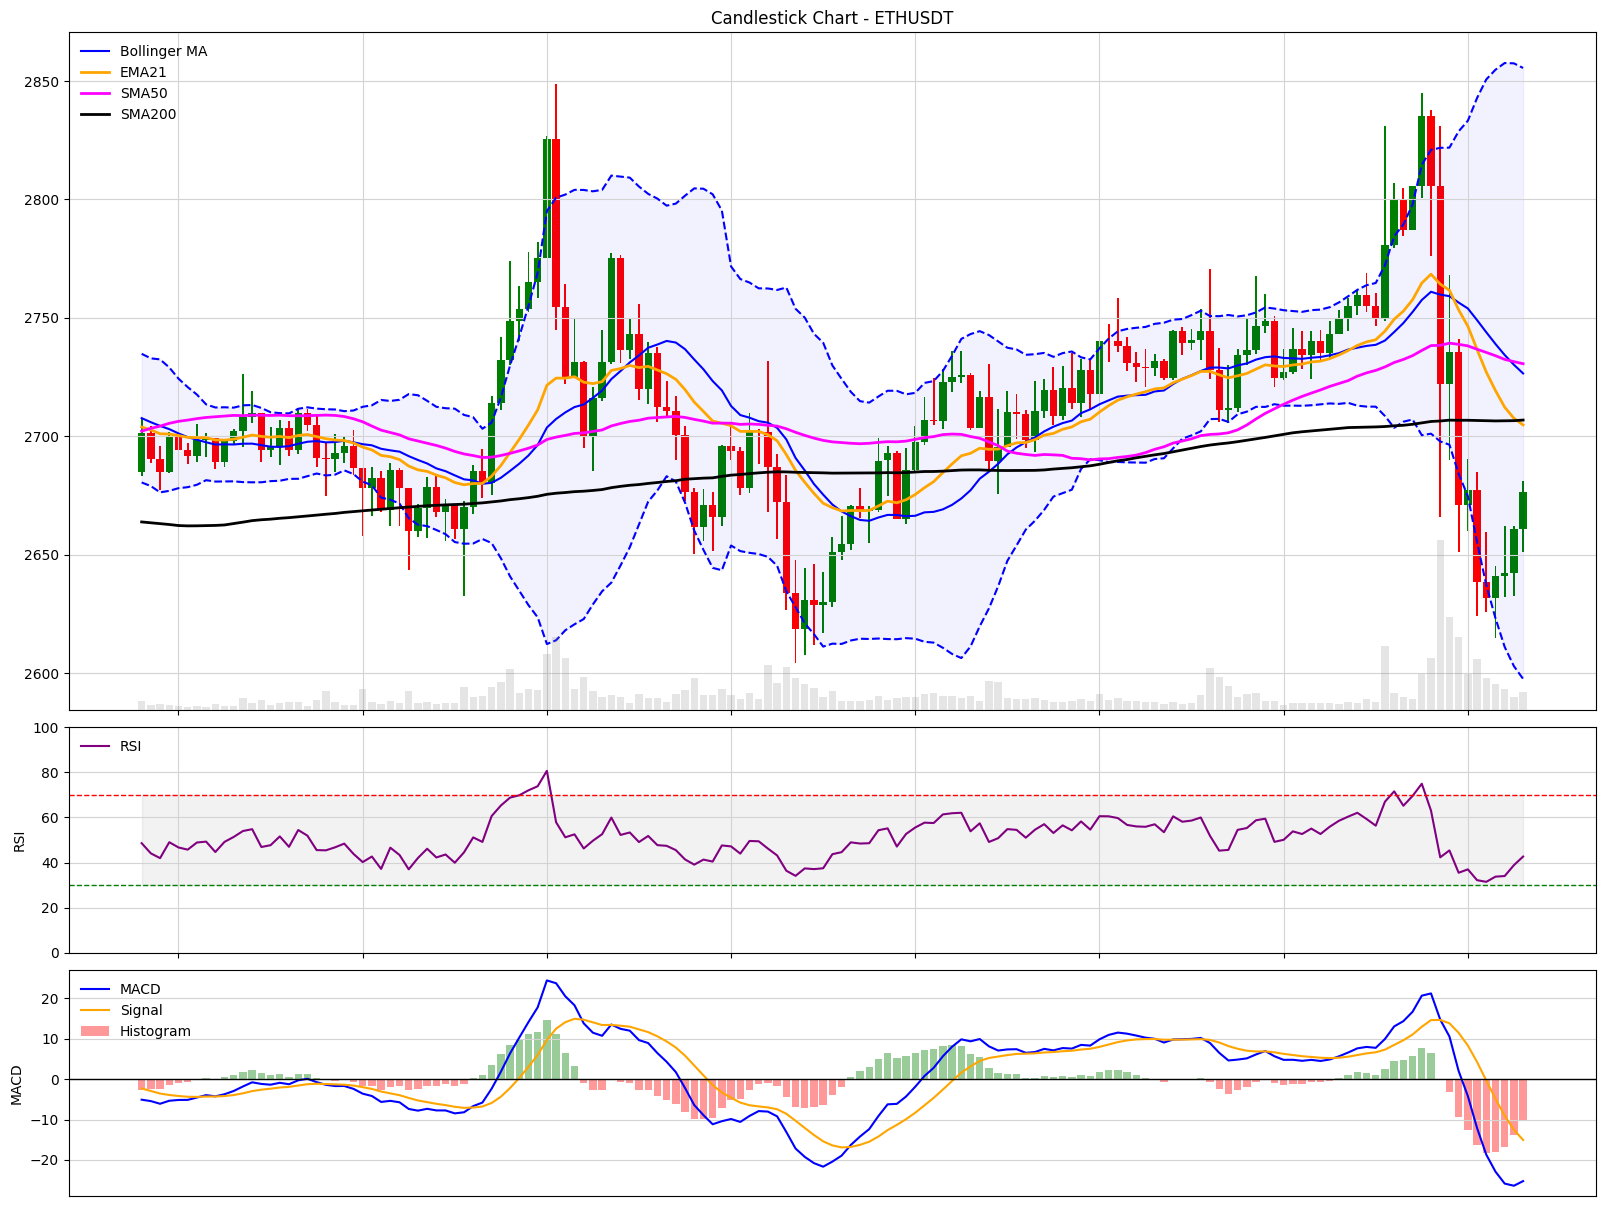 Candlestick Chart - ETHUSDT
Bollinger MA
EMA21
SMA50
SMA200
2850
2800
2750
2700
2650
2600
RSI
100
80
60
40
20
0
RSI
MACD
Signal
Histogram
20
10
0
−10
−20
MACD